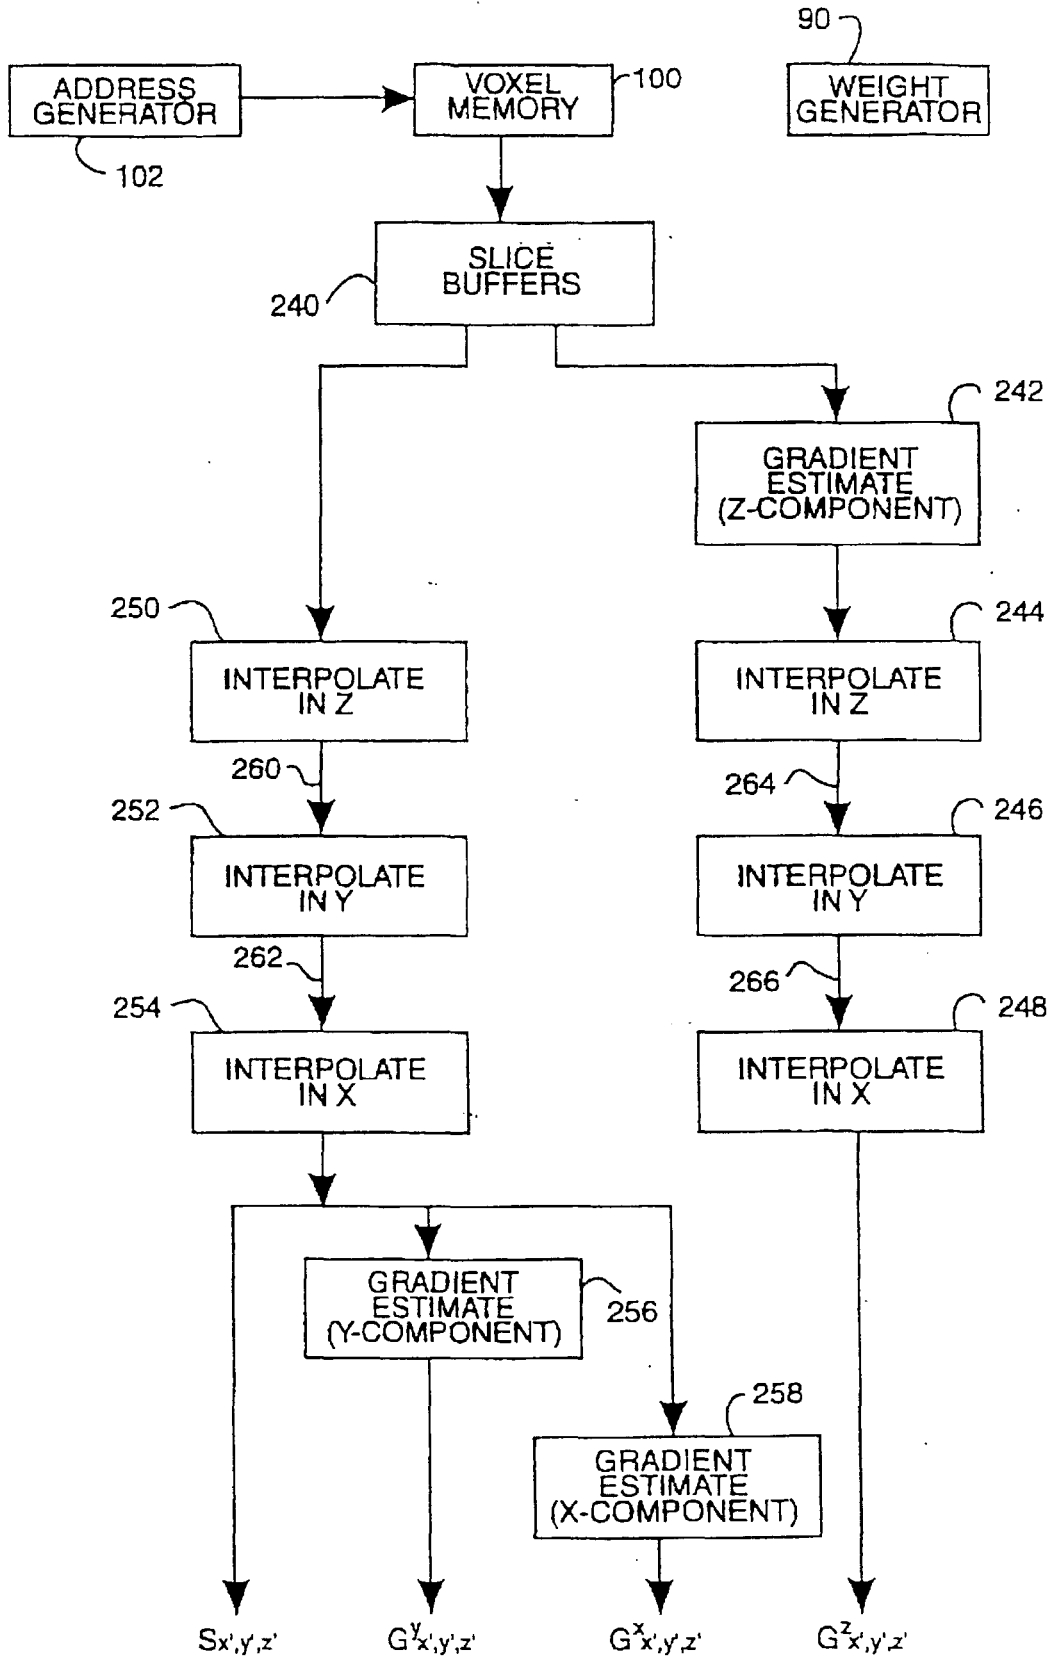 90
ADDRESS
GENERATOR
VOXEL
MEMORY
100
WEIGHT
GENERATOR
102
SLICE
BUFFERS
240
242
GRADIENT
ESTIMATE
(Z-COMPONENT)
250
244
INTERPOLATE
IN Z
INTERPOLATE
IN Z
260
264
252
246
INTERPOLATE
IN Y
INTERPOLATE
IN Y
262
266
254
248
INTERPOLATE
IN X
INTERPOLATE
IN X
GRADIENT
ESTIMATE
(Y-COMPONENT)
256
258
GRADIENT
ESTIMATE
(X-COMPONENT)
Sx',y',z'
Gyx',y',z'
Gxx',y',z'
Gzx',y',z'